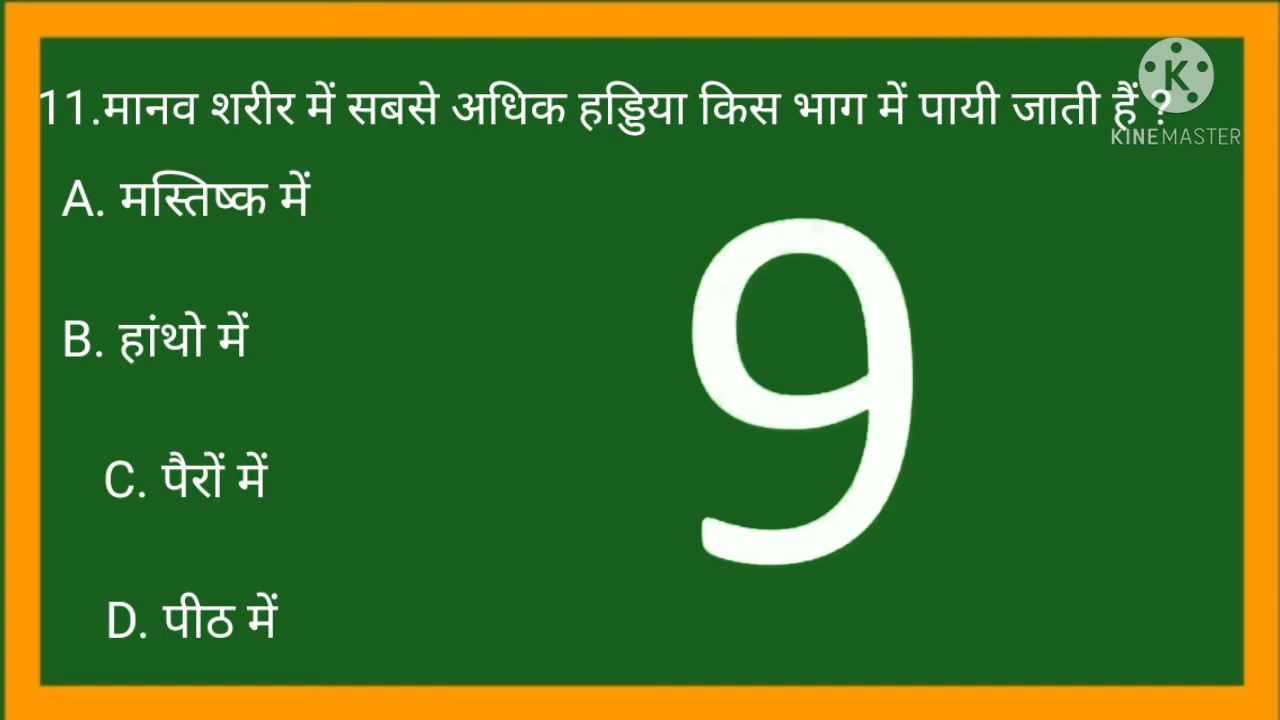 11.मानव शरीर में सबसे अधिक हड्डिया किस भाग में पायी जाती हैं ?
K
KINEMASTER
A. मस्तिष्क में
B. हांथो में
9
C. पैरों में
D. पीठ में